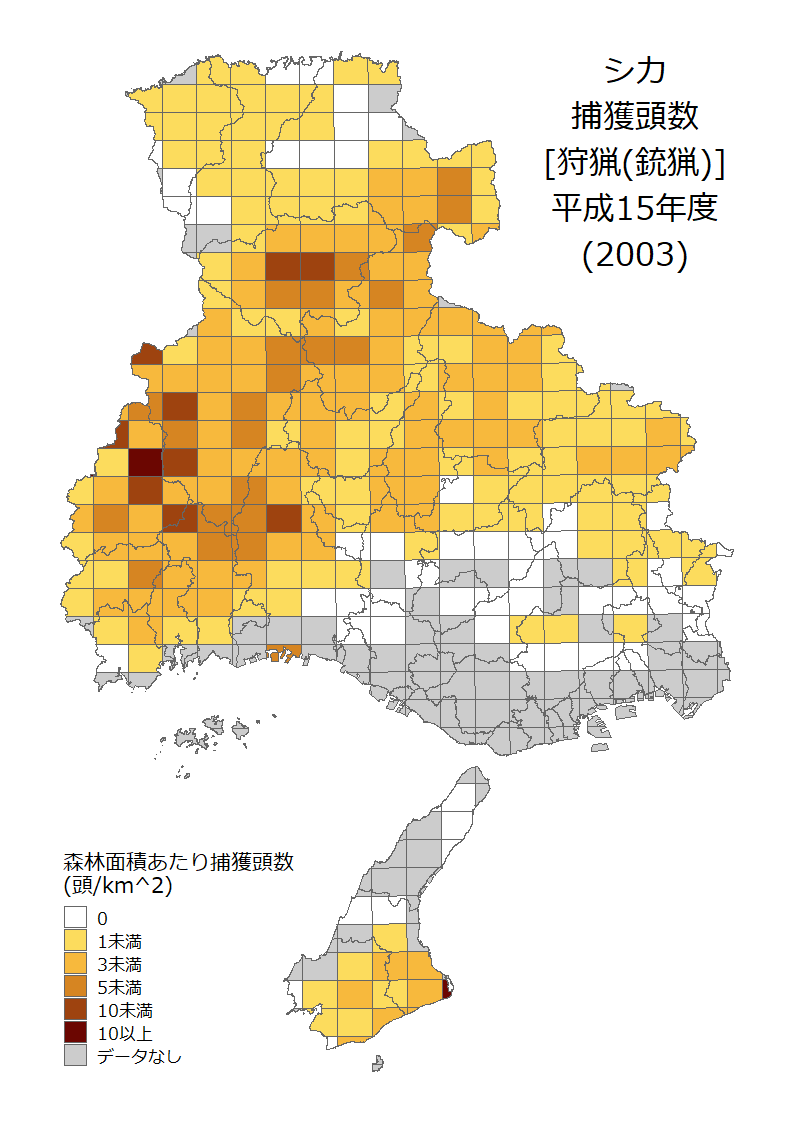 シカ
捕獲頭数
[狩猟(銃猟)]
平成15年度
(2003)
森林面積あたり捕獲頭数
(頭/km^2)
0
1未満
3未満
5未満
10未満
10以上
データなし